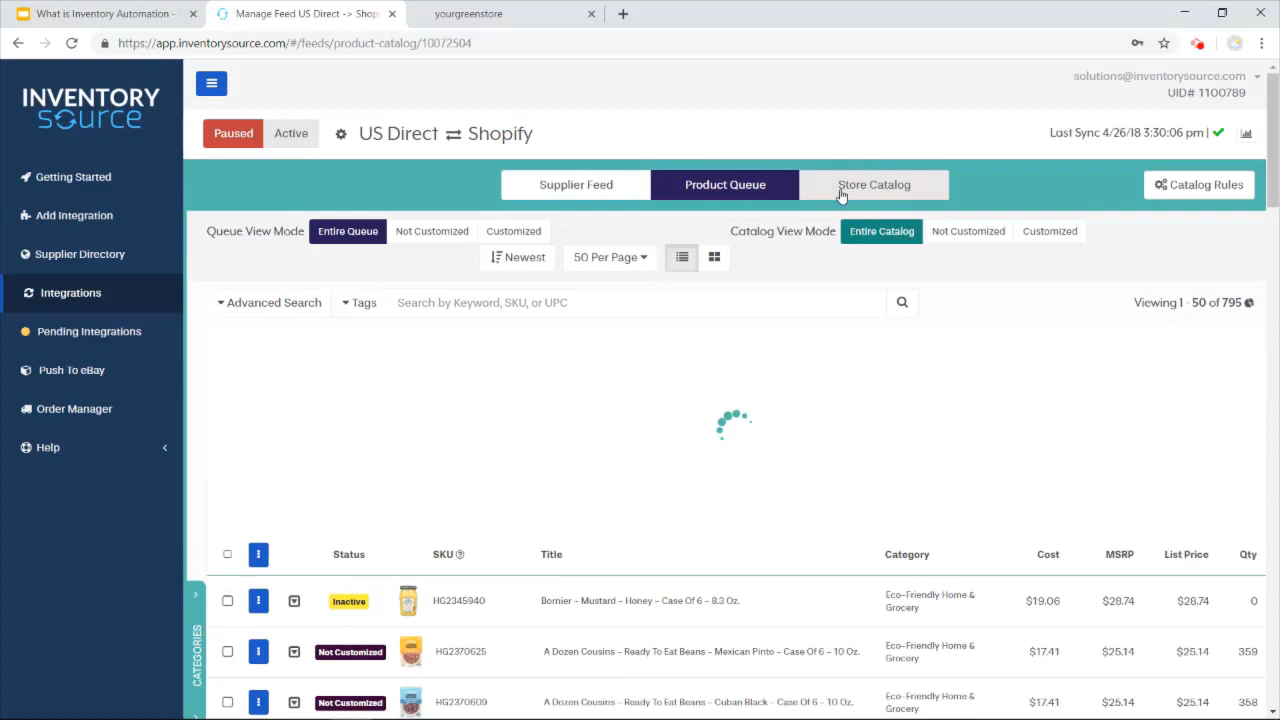 What is Inventory Automation -
Manage Feed US Direct -> Shop
yourgreenstore
https://app.inventorysource.com/#/feeds/product-catalog/10072504
INVENTORY
source
Getting Started
Add Integration
Supplier Directory
Integrations
Pending Integrations
Push To eBay
Order Manager
Help
solutions@inventorysource.com
UID# 1100789
Paused Active US Direct Shopify Last Sync 4/26/18 3:30:06 pm |
Supplier Feed Product Queue Store Catalog Catalog Rules
Queue View Mode Entire Queue Not Customized Customized Catalog View Mode Entire Catalog Not Customized Customized
Newest 50 Per Page
Advanced Search Tags Search by Keyword, SKU, or UPC Viewing 1 - 50 of 795
Status SKU Title Category Cost MSRP List Price Qty
Inactive HG2345940 Bornier - Mustard - Honey - Case Of 6 - 8.3 Oz. Eco-Friendly Home & $19.06 $28.74 $28.74 0
Grocery
Not Customized HG2370625 A Dozen Cousins - Ready To Eat Beans - Mexican Pinto - Case Of 6 - 10 Oz. Eco-Friendly Home & $17.41 $25.14 $25.14 359
Grocery
Not Customized HG2370609 A Dozen Cousins - Ready To Eat Beans - Cuban Black - Case Of 6 - 10 Oz. Eco-Friendly Home & $17.41 $25.14 $25.14 358
Grocery
CATEGORIES